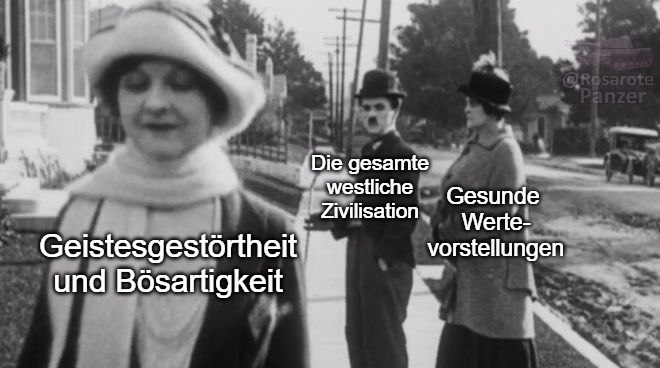 @Rosarote
Panzer
Die gesamte
westliche
Zivilisation
Gesunde
Werte-
vorstellungen
Geistesgestörtheit
und Bösartigkeit